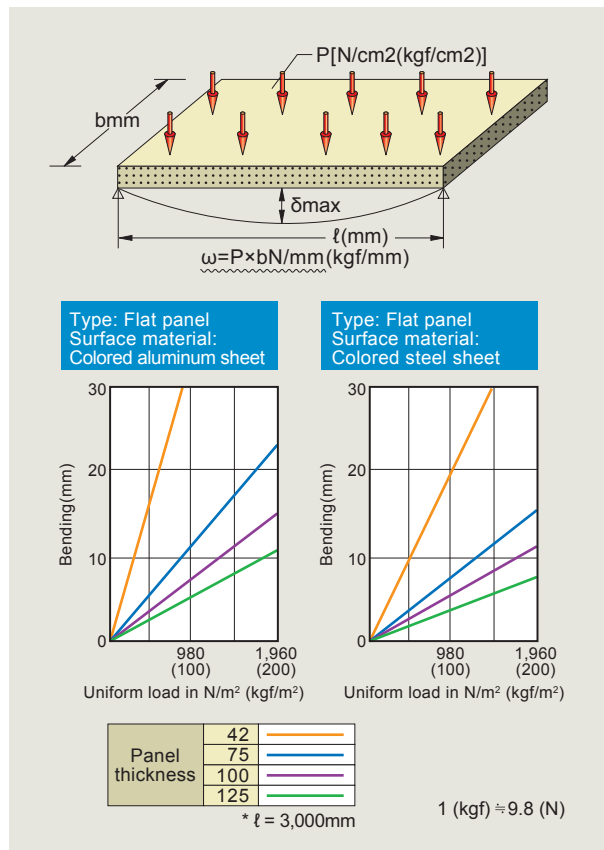 P[N/cm2(kgf/cm2)]
bmm
δmax
ℓ(mm)
ω=P×bN/mm(kgf/mm)
Type: Flat panel
Surface material:
Colored aluminum sheet
Type: Flat panel
Surface material:
Colored steel sheet
30
20
10
0
Bending(mm)
980
(100)
1,960
(200)
Uniform load in N/m² (kgf/m²)
30
20
10
0
Bending(mm)
980
(100)
1,960
(200)
Uniform load in N/m² (kgf/m²)
Panel
thickness
42
75
100
125
* ℓ = 3,000mm
1 (kgf) ≒9.8 (N)